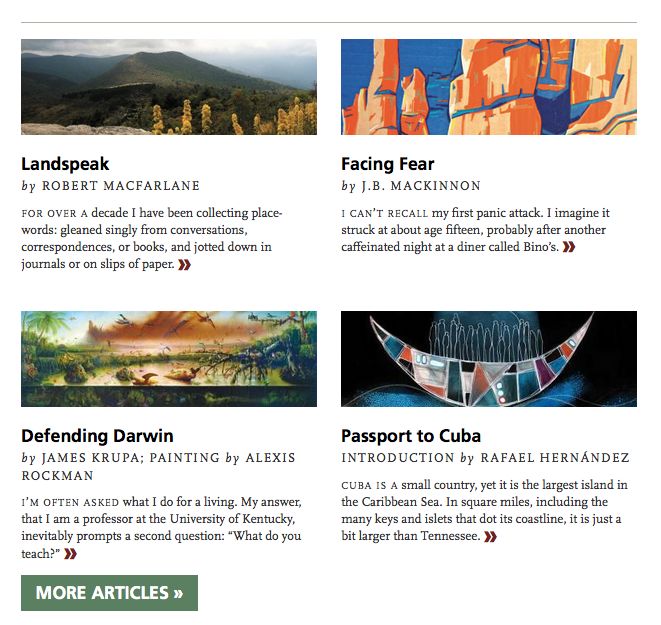 Landspeak
by ROBERT MACFARLANE
FOR OVER A decade I have been collecting place-
words: gleaned singly from conversations,
correspondences, or books, and jotted down in
journals or on slips of paper. »
Facing Fear
by J.B. MACKINNON
I CAN'T RECALL my first panic attack. I imagine it
struck at about age fifteen, probably after another
caffeinated night at a diner called Bino's. »
Defending Darwin
by JAMES KRUPA; PAINTING by ALEXIS
ROCKMAN
I'M OFTEN ASKED what I do for a living. My answer,
that I am a professor at the University of Kentucky,
inevitably prompts a second question: “What do you
teach?” »
Passport to Cuba
INTRODUCTION by RAFAEL HERNÁNDEZ
CUBA IS A small country, yet it is the largest island in
the Caribbean Sea. In square miles, including the
many keys and islets that dot its coastline, it is just a
bit larger than Tennessee. »
MORE ARTICLES »